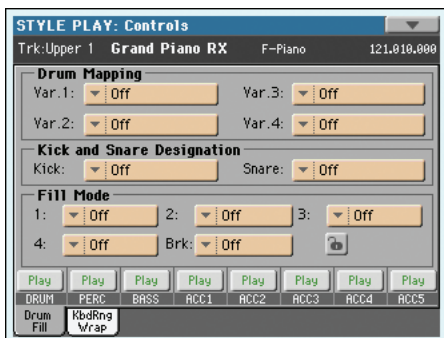 STYLE PLAY: Controls
Trk:Upper 1 Grand Piano RX F-Piano 121.010.000
Drum Mapping
Var.1: Off Var.3: Off
Var.2: Off Var.4: Off
Kick and Snare Designation
Kick: Off Snare: Off
Fill Mode
1: Off 2: Off 3: Off
4: Off Brk: Off
Play Play Play Play Play Play Play Play
DRUM PERC BASS ACC1 ACC2 ACC3 ACC4 ACC5
Drum KbdRng
Fill Wrap